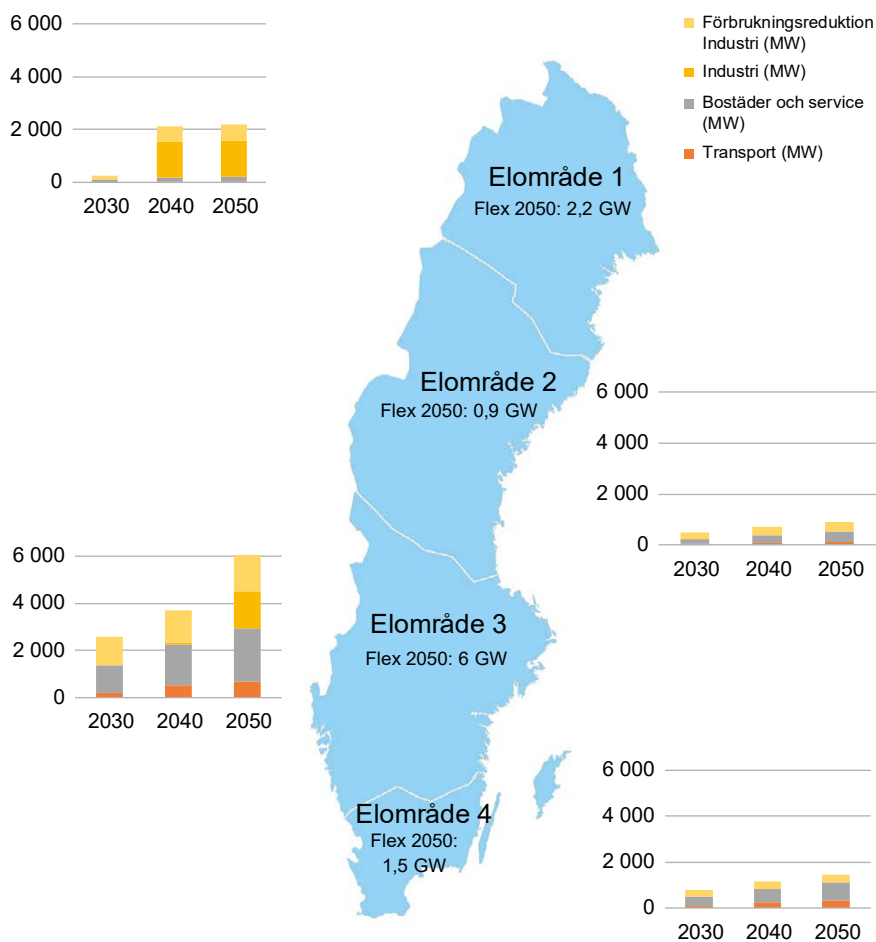 6 000
4 000
2 000
0
2030 2040 2050
Förbrukningsreduktion
Industri (MW)
Industri (MW)
Bostäder och service
(MW)
Transport (MW)
Elområde 1
Flex 2050: 2,2 GW
Elområde 2
Flex 2050: 0,9 GW
6 000
4 000
2 000
0
2030 2040 2050
6 000
4 000
2 000
0
2030 2040 2050
Elområde 3
Flex 2050: 6 GW
Elområde 4
Flex 2050:
1,5 GW
6 000
4 000
2 000
0
2030 2040 2050